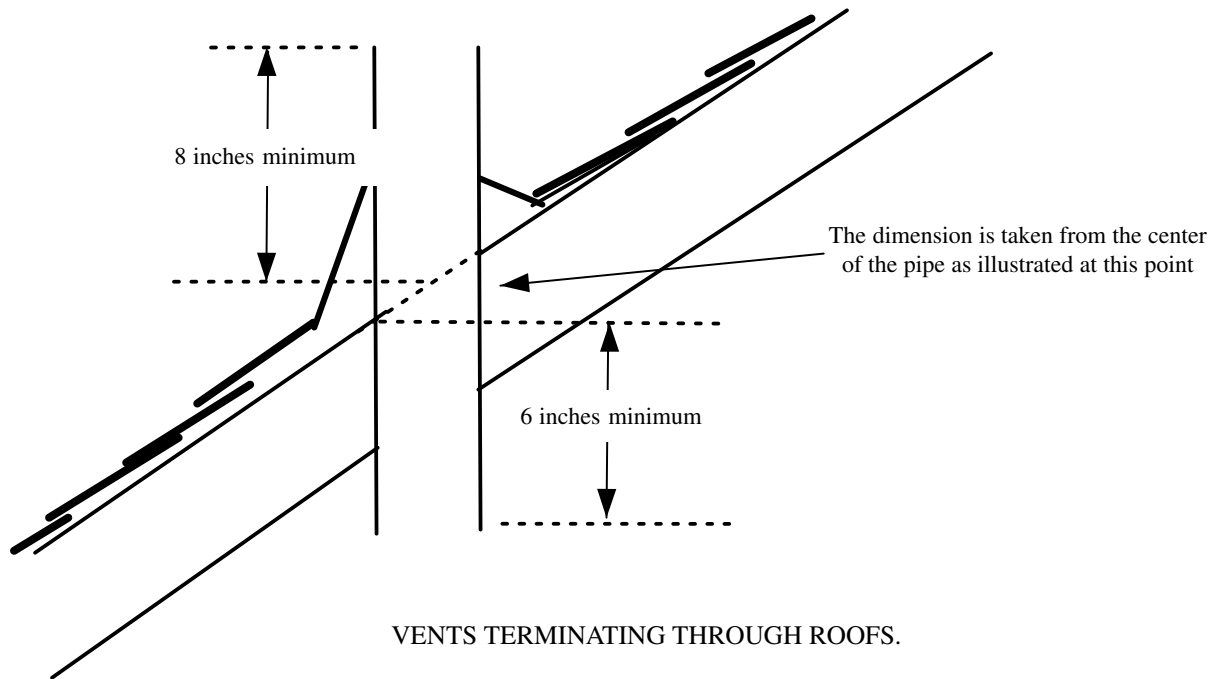 8 inches minimum
The dimension is taken from the center
of the pipe as illustrated at this point
6 inches minimum
VENTS TERMINATING THROUGH ROOFS.